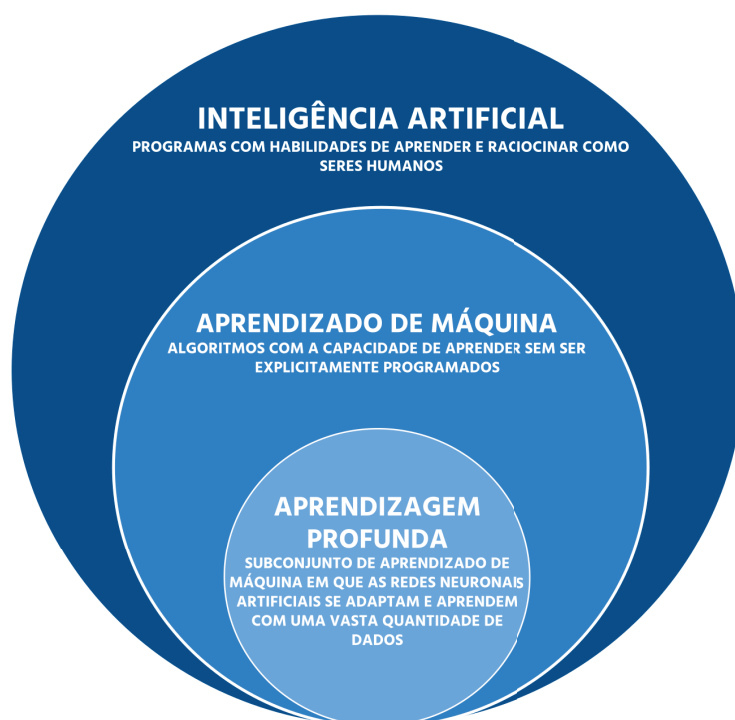 INTELIGÊNCIA ARTIFICIAL
PROGRAMAS COM HABILIDADES DE APRENDER E RACIOCINAR COMO
SERES HUMANOS
APRENDIZADO DE MÁQUINA
ALGORITMOS COM A CAPACIDADE DE APRENDER SEM SER
EXPLICITAMENTE PROGRAMADOS
APRENDIZAGEM
PROFUNDA
SUBCONJUNTO DE APRENDIZADO DE
MÁQUINA EM QUE AS REDES NEURONAIS
ARTIFICIAIS SE ADAPTAM E APRENDEM
COM UMA VASTA QUANTIDADE DE
DADOS